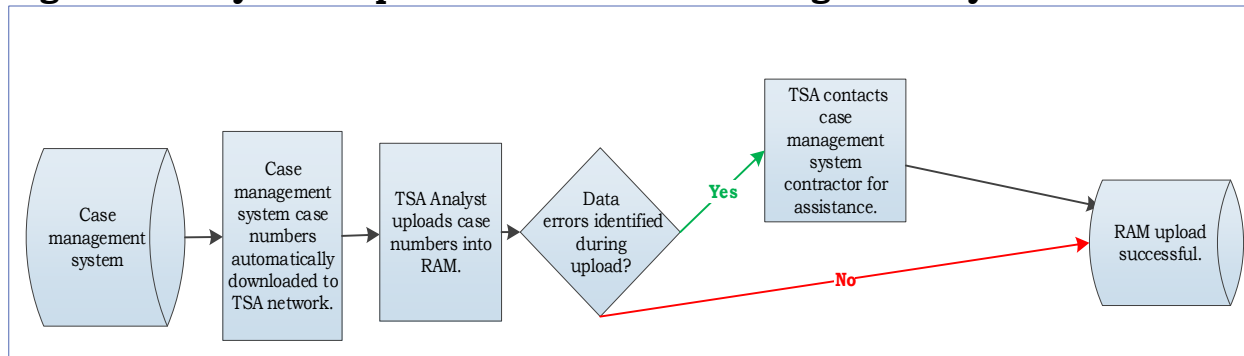 Case
management
system
Case
management
system case
numbers
automatically
downloaded to
TSA network.
TSA Analyst
uploads case
numbers into
RAM.
Data
errors identified
during
upload?
Yes
No
TSA contacts
case
management
system
contractor for
assistance.
RAM upload
successful.